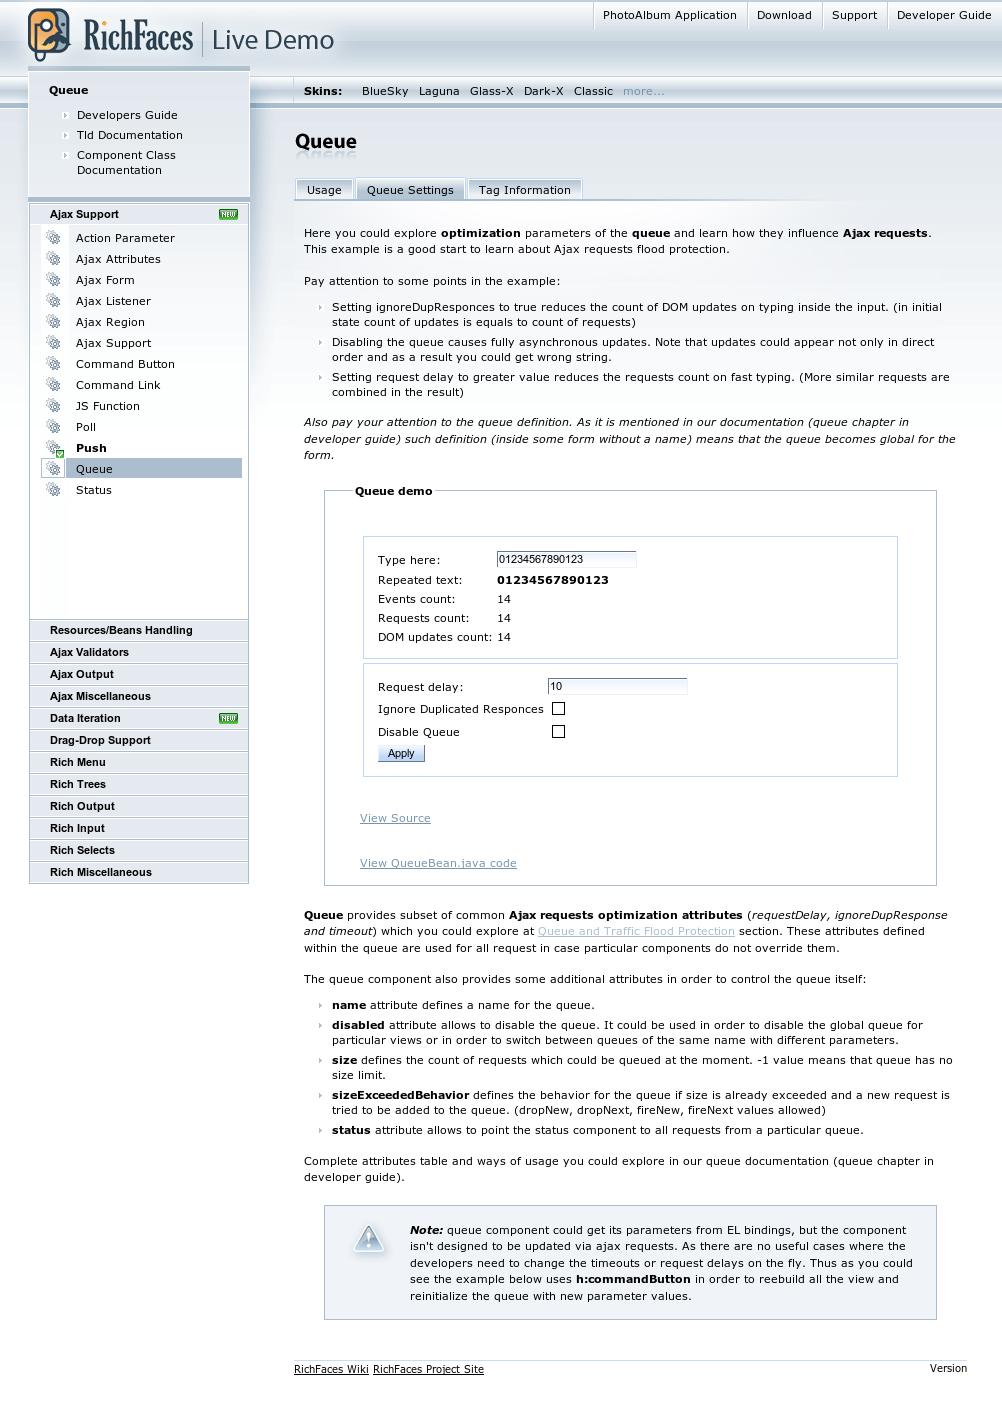 PhotoAlbum Application
Download
Support
Developer Guide
RichFaces
Live Demo
Queue
Developers Guide
Tld Documentation
Component Class
Documentation
Skins:
BlueSky
Laguna
Glass-X
Dark-X
Classic
more...
Ajax Support
NEW
Action Parameter
Ajax Attributes
Ajax Form
Ajax Listener
Ajax Region
Ajax Support
Command Button
Command Link
JS Function
Poll
Push
Queue
Status
Resources/Beans Handling
Ajax Validators
Ajax Output
Ajax Miscellaneous
Data Iteration
NEW
Drag-Drop Support
Rich Menu
Rich Trees
Rich Output
Rich Input
Rich Selects
Rich Miscellaneous
Queue
Usage
Queue Settings
Tag Information
Here you could explore optimization parameters of the queue and learn how they influence Ajax requests.
This example is a good start to learn about Ajax requests flood protection.
Pay attention to some points in the example:
Setting ignoreDupResponces to true reduces the count of DOM updates on typing inside the input. (in initial
state count of updates is equals to count of requests)
Disabling the queue causes fully asynchronous updates. Note that updates could appear not only in direct
order and as a result you could get wrong string.
Setting request delay to greater value reduces the requests count on fast typing. (More similar requests are
combined in the result)
Also pay your attention to the queue definition. As it is mentioned in our documentation (queue chapter in
developer guide) such definition (inside some form without a name) means that the queue becomes global for the
form.
Queue demo
Type here:
01234567890123
Repeated text:
01234567890123
Events count:
14
Requests count:
14
DOM updates count:
14
Request delay:
10
Ignore Duplicated Responces
Disable Queue
Apply
View Source
View QueueBean.java code
Queue provides subset of common Ajax requests optimization attributes (requestDelay, ignoreDupResponse
and timeout) which you could explore at Queue and Traffic Flood Protection section. These attributes defined
within the queue are used for all request in case particular components do not override them.
The queue component also provides some additional attributes in order to control the queue itself:
name attribute defines a name for the queue.
disabled attribute allows to disable the queue. It could be used in order to disable the global queue for
particular views or in order to switch between queues of the same name with different parameters.
size defines the count of requests which could be queued at the moment. -1 value means that queue has no
size limit.
sizeExceededBehavior defines the behavior for the queue if size is already exceeded and a new request is
tried to be added to the queue. (dropNew, dropNext, fireNew, fireNext values allowed)
status attribute allows to point the status component to all requests from a particular queue.
Complete attributes table and ways of usage you could explore in our queue documentation (queue chapter in
developer guide).
Note: queue component could get its parameters from EL bindings, but the component
isn't designed to be updated via ajax requests. As there are no useful cases where the
developers need to change the timeouts or request delays on the fly. Thus as you could
see the example below uses h:commandButton in order to reebuild all the view and
reinitialize the queue with new parameter values.
RichFaces Wiki
RichFaces Project Site
Version